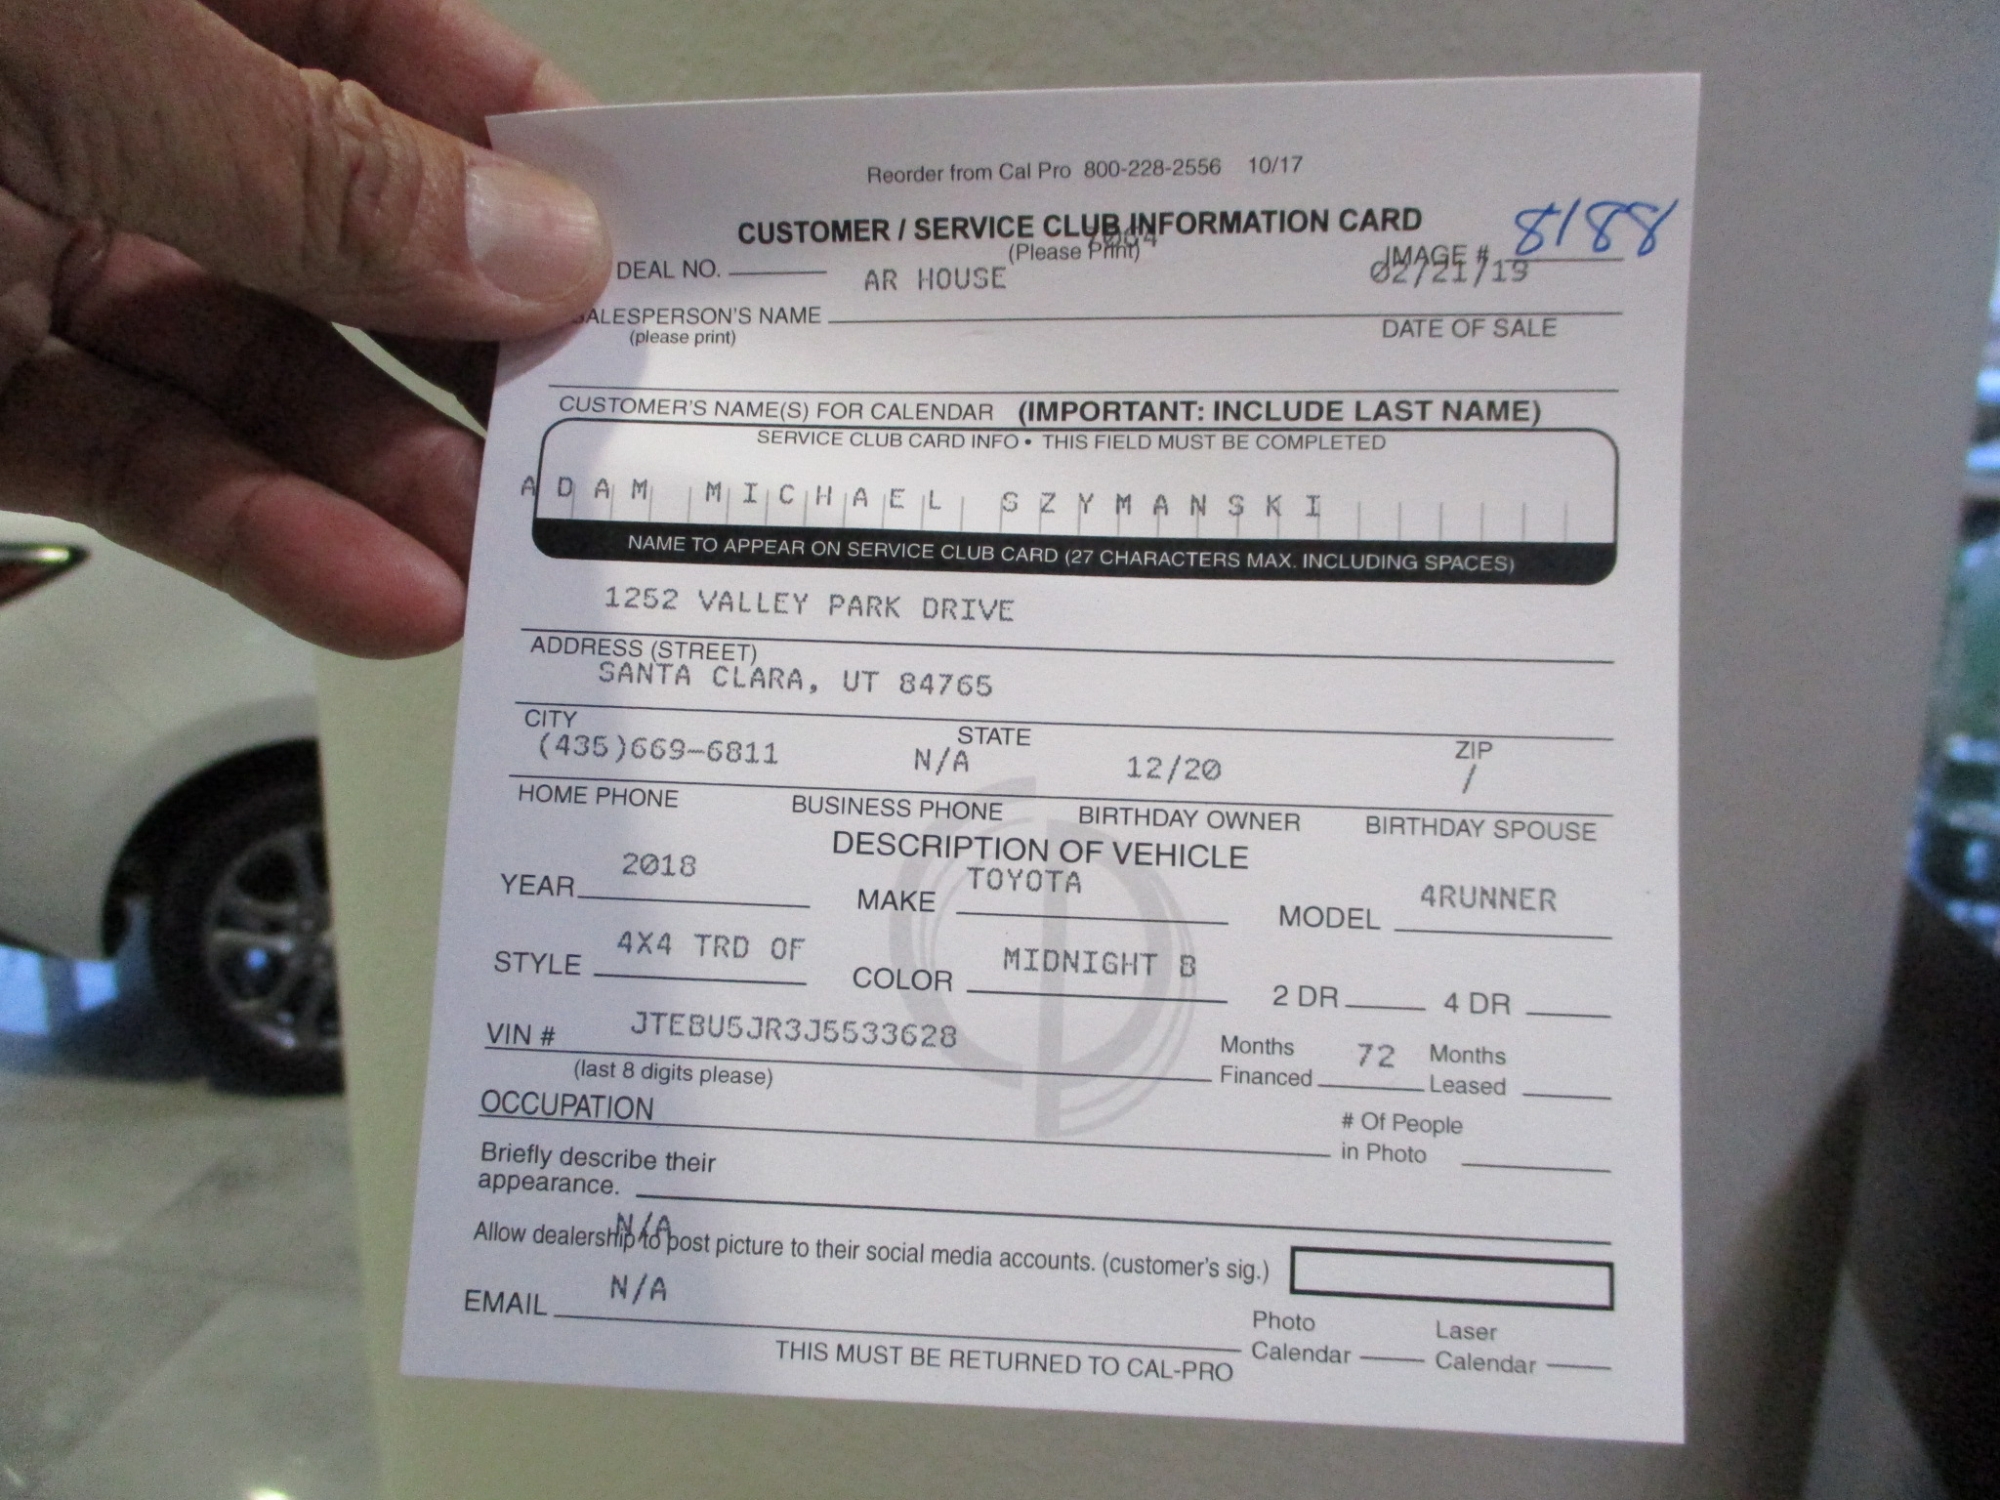 Reorder from Cal Pro 800-228-2556 10/17
CUSTOMER / SERVICE CLUB INFORMATION CARD
(Please Print)
IMAGE # 8188
DEAL NO.
AR HOUSE
02/21/19
SALESPERSON'S NAME
DATE OF SALE
(please print)
CUSTOMER'S NAME(S) FOR CALENDAR (IMPORTANT: INCLUDE LAST NAME)
SERVICE CLUB CARD INFO • THIS FIELD MUST BE COMPLETED
ADAM MICHAEL SZYMANSKI
NAME TO APPEAR ON SERVICE CLUB CARD (27 CHARACTERS MAX. INCLUDING SPACES)
1252 VALLEY PARK DRIVE
ADDRESS (STREET)
SANTA CLARA, UT 84765
CITY STATE ZIP
(435)669-6811 N/A 12/20 /
HOME PHONE BUSINESS PHONE BIRTHDAY OWNER BIRTHDAY SPOUSE
DESCRIPTION OF VEHICLE
YEAR 2018 MAKE TOYOTA MODEL 4RUNNER
STYLE 4X4 TRD OF COLOR MIDNIGHT B 2 DR 4 DR
VIN # JTEBU5JR3J5533628 Months Financed 72 Months Leased
(last 8 digits please)
OCCUPATION
# Of People in Photo
Briefly describe their
appearance.
N/A
Allow dealership to post picture to their social media accounts. (customer's sig.)
EMAIL N/A
Photo Calendar Laser Calendar
THIS MUST BE RETURNED TO CAL-PRO